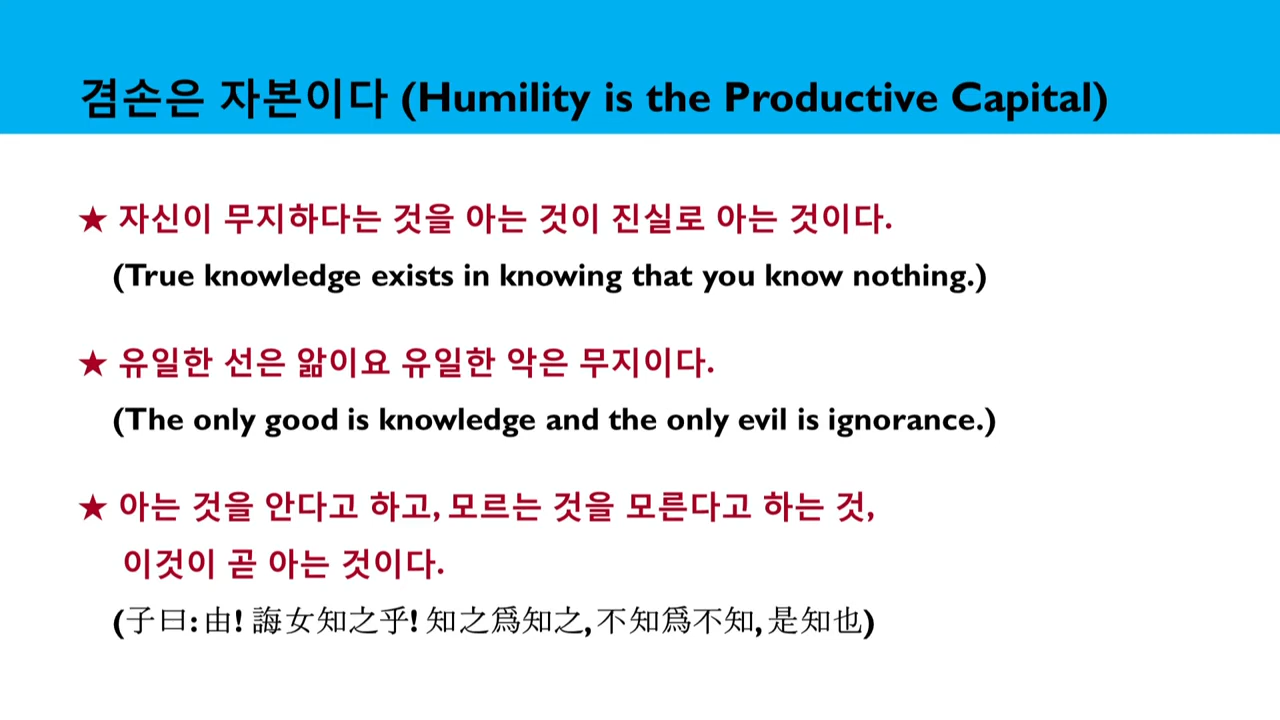 겸손은 자본이다 (Humility is the Productive Capital)
★ 자신이 무지하다는 것을 아는 것이 진실로 아는 것이다.
(True knowledge exists in knowing that you know nothing.)
★ 유일한 선은 앎이요 유일한 악은 무지이다.
(The only good is knowledge and the only evil is ignorance.)
★ 아는 것을 안다고 하고, 모르는 것을 모른다고 하는 것,
이것이 곧 아는 것이다.
(子曰: 由! 誨女知之乎! 知之爲知之, 不知爲不知, 是知也)